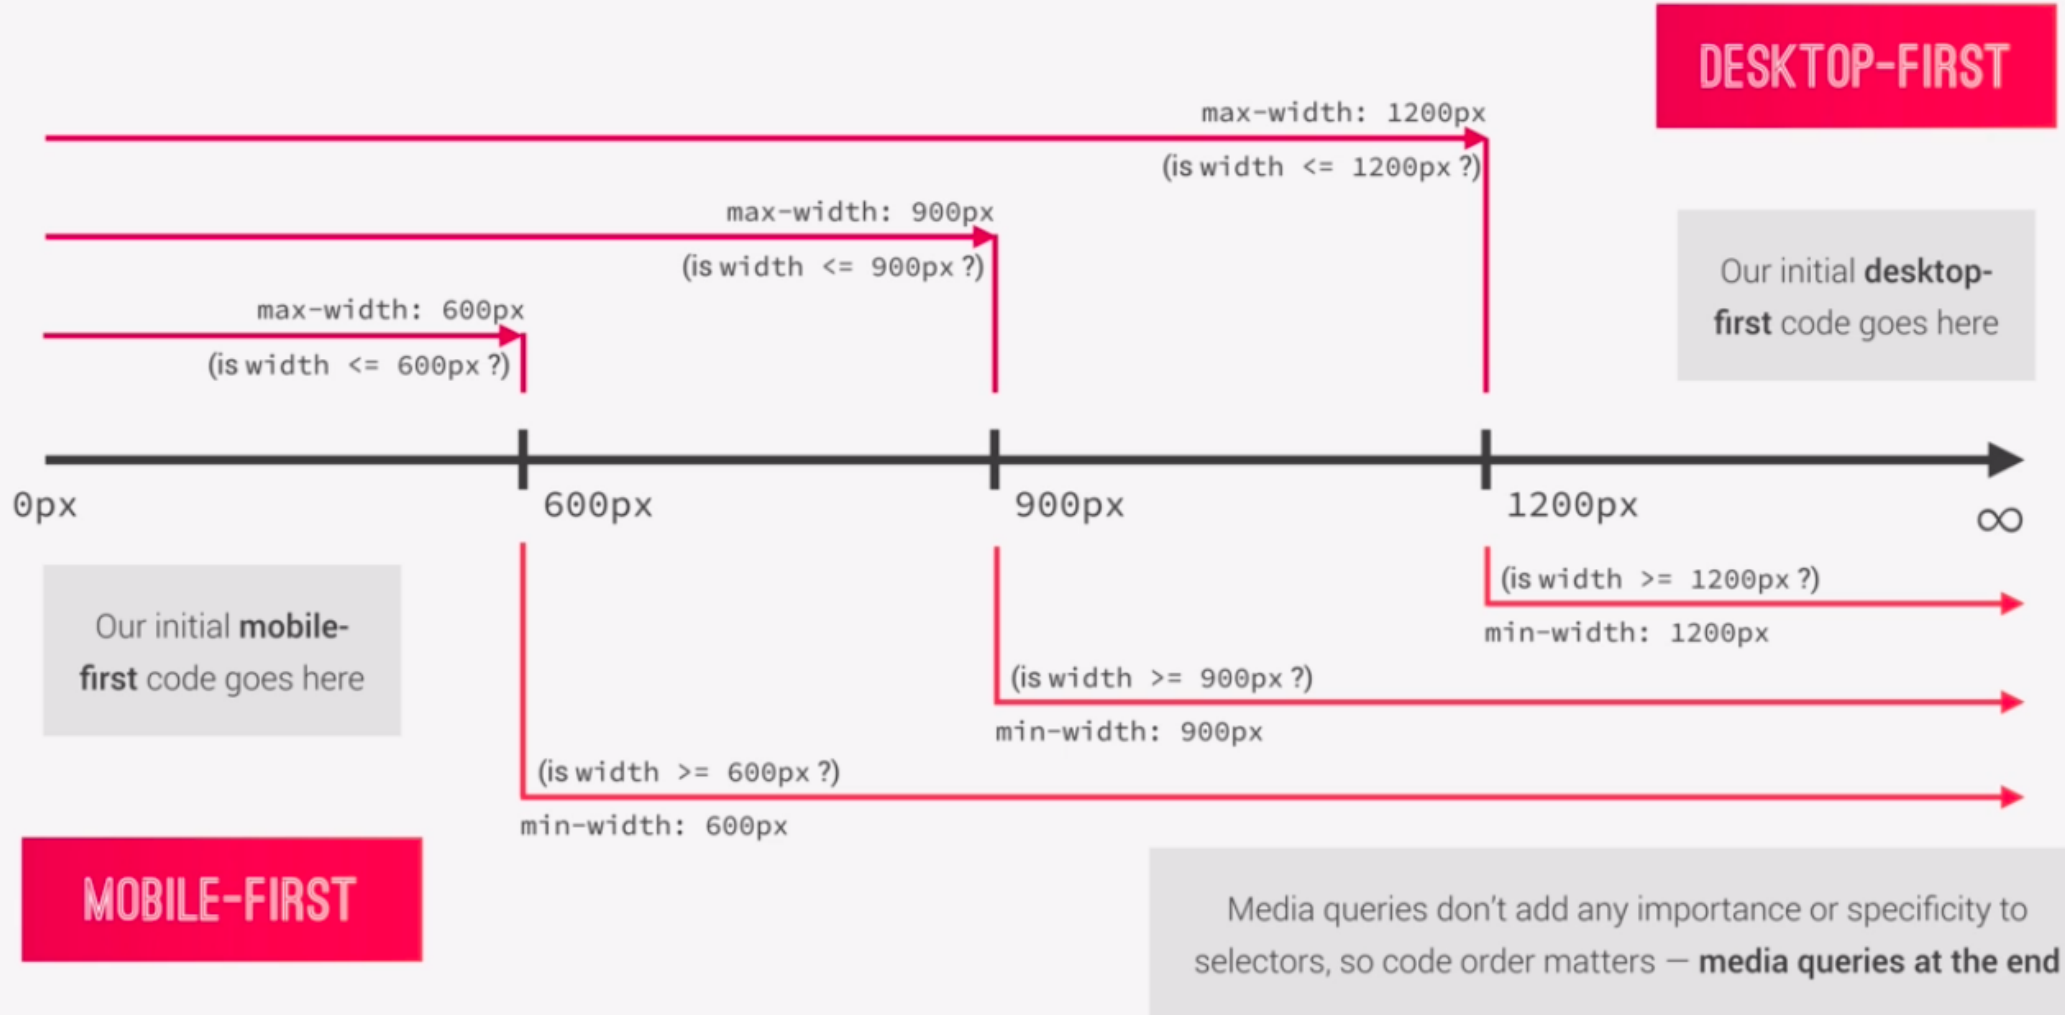 DESKTOP-FIRST
max-width: 1200px
(is width <= 1200px ?)
max-width: 900px
(is width <= 900px ?)
Our initial desktop-
first code goes here
max-width: 600px
(is width <= 600px ?)
0px
600px
900px
1200px
∞
Our initial mobile-
first code goes here
(is width >= 1200px ?)
min-width: 1200px
(is width >= 900px ?)
min-width: 900px
(is width >= 600px ?)
min-width: 600px
MOBILE-FIRST
Media queries don't add any importance or specificity to
selectors, so code order matters — media queries at the end